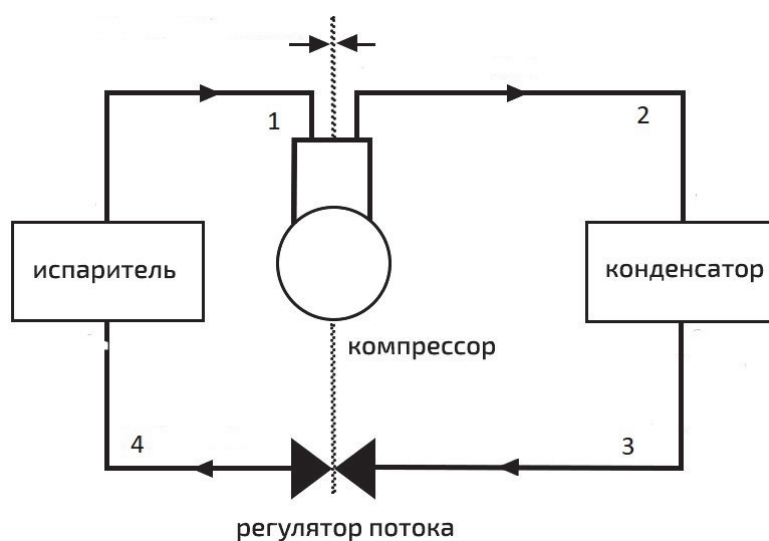 1
2
испаритель
конденсатор
компрессор
4
3
регулятор потока